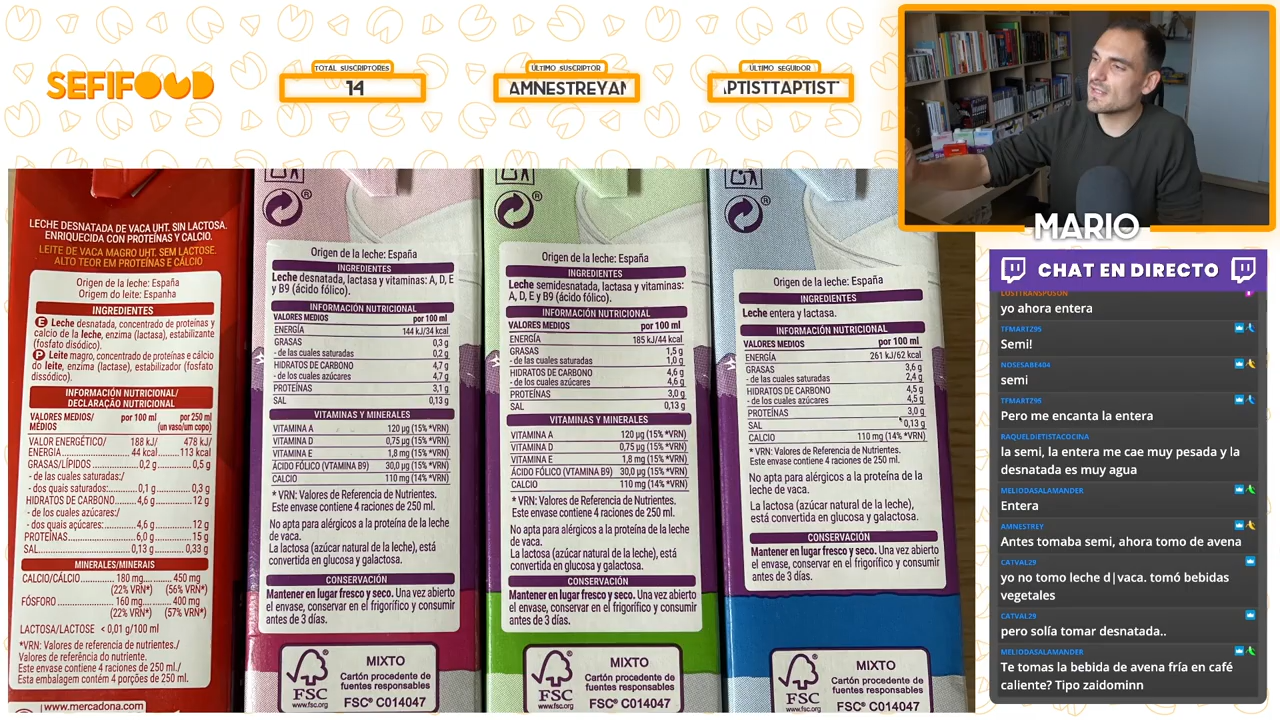 SEFIFOOD
TOTAL SUSCRIPTORES
14
ÚLTIMO SUSCRIPTOR
AMNESTREYAN
ÚLTIMO SEGUIDOR
IPTISTTAPTIST
MARIO
LECHE DESNATADA DE VACA UHT. SIN LACTOSA.
ENRIQUECIDA CON PROTEÍNAS Y CALCIO.
LEITE DE VACA MAGRO UHT. SEM LACTOSE.
ALTO TEOR EM PROTEÍNAS E CÁLCIO
Origen de la leche: España
Origem do leite: Espanha
INGREDIENTES
E Leche desnatada, concentrado de proteínas y
calcio de la leche, enzima (lactasa), estabilizante
(fosfato disódico).
P Leite magro, concentrado de proteínas e cálcio
do leite, enzima (lactase), estabilizador (fosfato
dissódico).
INFORMACIÓN NUTRICIONAL/
DECLARAÇÃO NUTRICIONAL
VALORES MEDIOS/ por 100 ml por 250 ml
MÉDIOS (un vaso/um copo)
VALOR ENERGÉTICO/ 188 kJ/ 478 kJ/
ENERGIA 44 kcal 113 kcal
GRASAS/LÍPIDOS 0,2 g 0,5 g
- de las cuales saturadas:/
- dos quais saturados: 0,1 g 0,3 g
HIDRATOS DE CARBONO 4,6 g 12 g
- de los cuales azúcares:/
- dos quais açúcares: 4,6 g 12 g
PROTEÍNAS 6,0 g 15 g
SAL 0,13 g 0,33 g
MINERALES/MINERAIS
CALCIO/CÁLCIO 180 mg 450 mg
(22% VRN*) (56% VRN*)
FÓSFORO 160 mg 400 mg
(22% VRN*) (57% VRN*)
LACTOSA/LACTOSE < 0,01 g/100 ml
*VRN: Valores de referencia de nutrientes./
Valores de referência do nutriente.
Este envase contiene 4 raciones de 250 ml./
Esta embalagem contém 4 porções de 250 ml.
www.mercadona.com
Origen de la leche: España
INGREDIENTES
Leche desnatada, lactasa y vitaminas: A, D, E
y B9 (ácido fólico).
INFORMACIÓN NUTRICIONAL
VALORES MEDIOS por 100 ml
ENERGÍA 144 kJ/34 kcal
GRASAS 0,3 g
- de las cuales saturadas 0,2 g
HIDRATOS DE CARBONO 4,7 g
- de los cuales azúcares 4,7 g
PROTEÍNAS 3,1 g
SAL 0,13 g
VITAMINAS Y MINERALES
VITAMINA A 120 µg (15% *VRN)
VITAMINA D 0,75 µg (15% *VRN)
VITAMINA E 1,8 mg (15% *VRN)
ÁCIDO FÓLICO (VITAMINA B9) 30,0 µg (15% *VRN)
CALCIO 110 mg (14% *VRN)
* VRN: Valores de Referencia de Nutrientes.
Este envase contiene 4 raciones de 250 ml.
No apta para alérgicos a la proteína de la leche
de vaca.
La lactosa (azúcar natural de la leche), está
convertida en glucosa y galactosa.
CONSERVACIÓN
Mantener en lugar fresco y seco. Una vez abierto
el envase, conservar en el frigorífico y consumir
antes de 3 días.
FSC
www.fsc.org
MIXTO
Cartón procedente de
fuentes responsables
FSC® C014047
Origen de la leche: España
INGREDIENTES
Leche semidesnatada, lactasa y vitaminas:
A, D, E y B9 (ácido fólico).
INFORMACIÓN NUTRICIONAL
VALORES MEDIOS por 100 ml
ENERGÍA 185 kJ/44 kcal
GRASAS 1,5 g
- de las cuales saturadas 1,0 g
HIDRATOS DE CARBONO 4,6 g
- de los cuales azúcares 4,6 g
PROTEÍNAS 3,0 g
SAL 0,13 g
VITAMINAS Y MINERALES
VITAMINA A 120 µg (15% *VRN)
VITAMINA D 0,75 µg (15% *VRN)
VITAMINA E 1,8 mg (15% *VRN)
ÁCIDO FÓLICO (VITAMINA B9) 30,0 µg (15% *VRN)
CALCIO 110 mg (14% *VRN)
* VRN: Valores de Referencia de Nutrientes.
Este envase contiene 4 raciones de 250 ml.
No apta para alérgicos a la proteína de la leche
de vaca.
La lactosa (azúcar natural de la leche), está
convertida en glucosa y galactosa.
CONSERVACIÓN
Mantener en lugar fresco y seco. Una vez abierto
el envase, conservar en el frigorífico y consumir
antes de 3 días.
FSC
www.fsc.org
MIXTO
Cartón procedente de
fuentes responsables
FSC® C014047
Origen de la leche: España
INGREDIENTES
Leche entera y lactasa.
INFORMACIÓN NUTRICIONAL
VALORES MEDIOS por 100 ml
ENERGÍA 261 kJ/62 kcal
GRASAS 3,6 g
- de las cuales saturadas 2,4 g
HIDRATOS DE CARBONO 4,5 g
- de los cuales azúcares 4,5 g
PROTEÍNAS 3,0 g
SAL 0,13 g
CALCIO 110 mg (14% *VRN)
* VRN: Valores de Referencia de Nutrientes.
Este envase contiene 4 raciones de 250 ml.
No apta para alérgicos a la proteína de la
leche de vaca.
La lactosa (azúcar natural de la leche),
está convertida en glucosa y galactosa.
CONSERVACIÓN
Mantener en lugar fresco y seco. Una vez abierto
el envase, conservar en el frigorífico y consumir
antes de 3 días.
FSC
www.fsc.org
MIXTO
Cartón procedente de
fuentes responsables
FSC® C014047
CHAT EN DIRECTO
LOSTTRANSPOSON
yo ahora entera
TFMARTZ95
Semi!
NOSESABE404
semi
TFMARTZ95
Pero me encanta la entera
RAQUELDIETISTACOCINA
la semi, la entera me cae muy pesada y la
desnatada es muy agua
MELIODASALAMANDER
Entera
AMNESTREY
Antes tomaba semi, ahora tomo de avena
CATVAL29
yo no tomo leche d|vaca. tomó bebidas
vegetales
CATVAL29
pero solía tomar desnatada..
MELIODASALAMANDER
Te tomas la bebida de avena fría en café
caliente? Tipo zaidominn